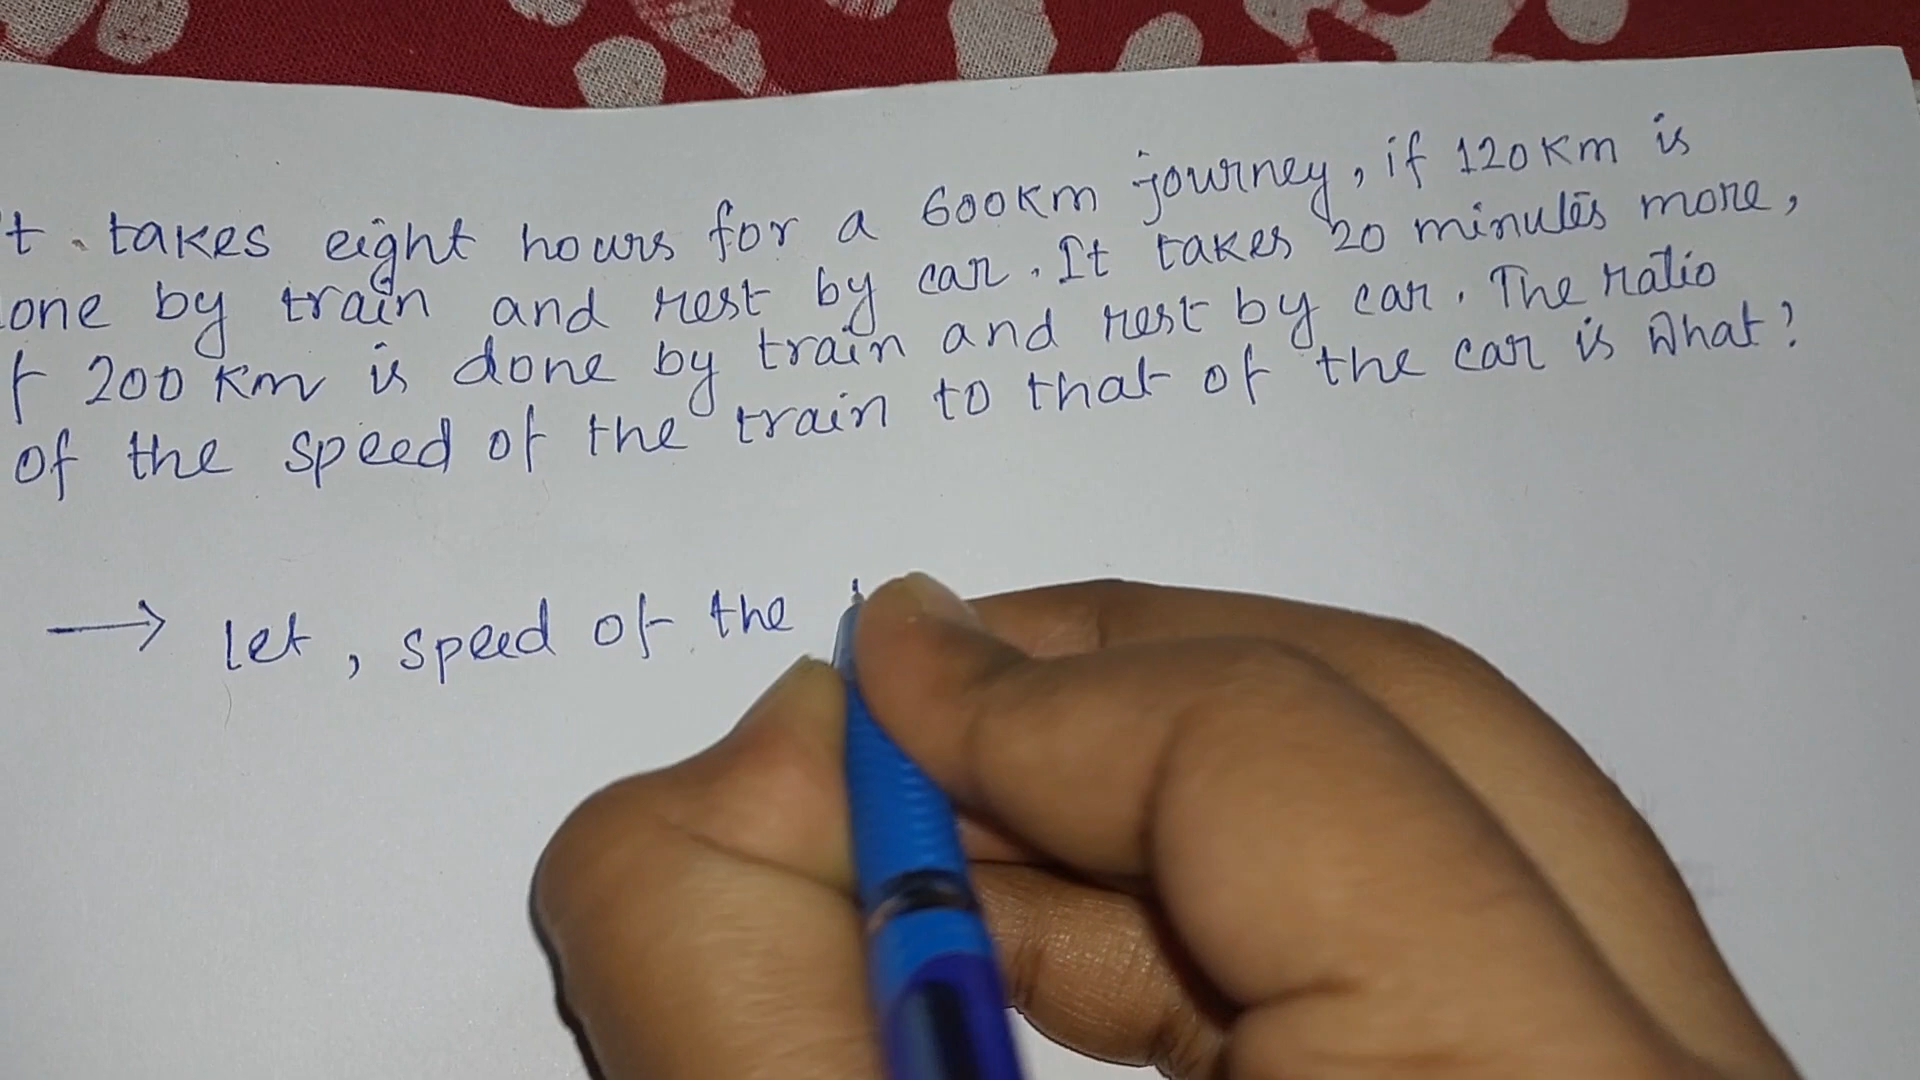 t takes eight hours for a 600km journey, if 120km is
one by train and rest by car. It takes 20 minutes more,
f 200 km is done by train and rest by car. The ratio
of the speed of the train to that of the car is What?
→ let, speed of the